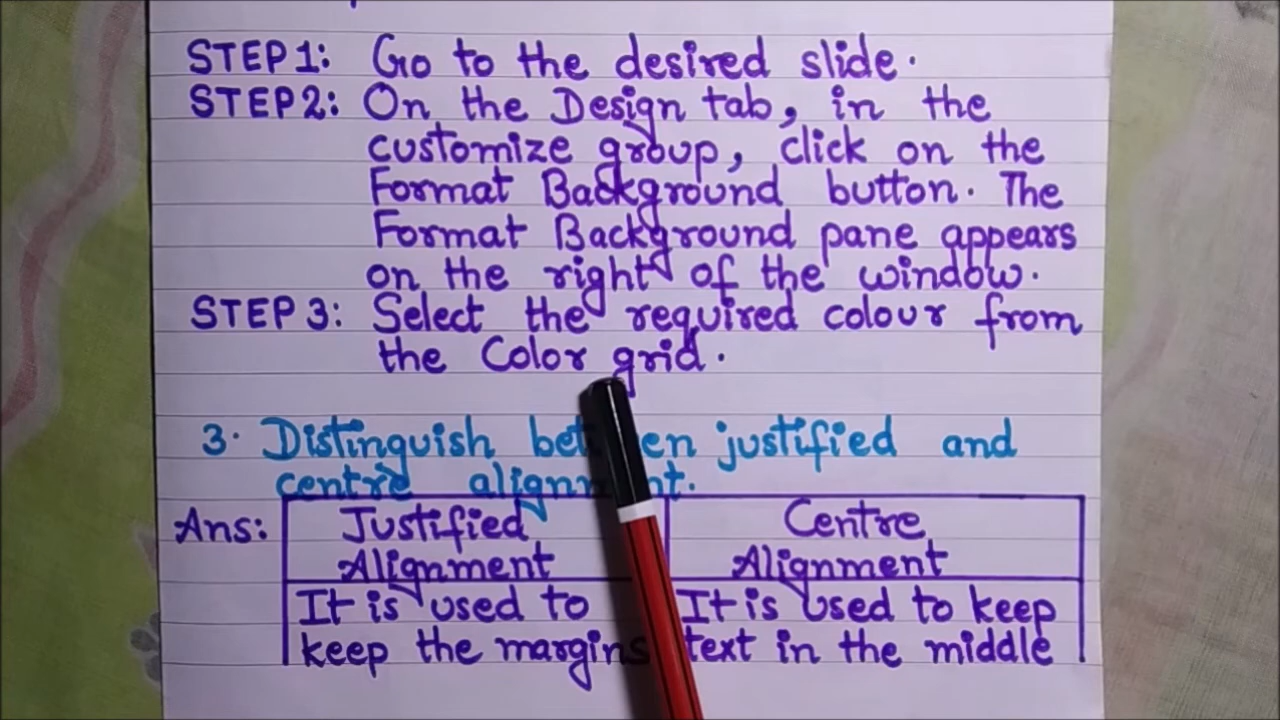 STEP 1: Go to the desired slide.
STEP 2: On the Design tab, in the
customize group, click on the
Format Background button. The
Format Background pane appears
on the right of the window.
STEP 3: Select the required colour from
the Color grid.
3. Distinguish between justified and
centre alignment.
Ans: Justified Alignment
Centre Alignment
It is used to
keep the margins
It is used to keep
text in the middle